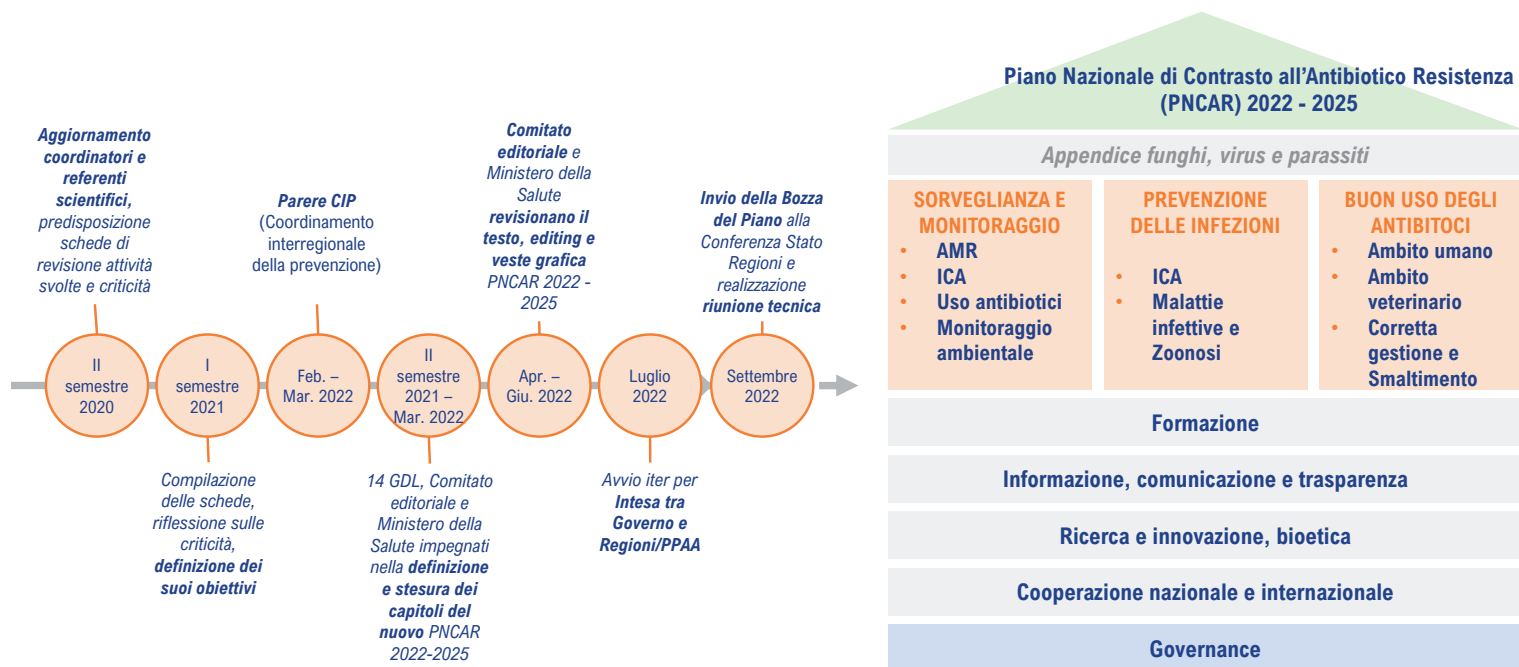 Aggiornamento
coordinatori e
referenti
scientifici,
predisposizione
schede di
revisione attività
svolte e criticità
II
semestre
2020
I
semestre
2021
Compilazione
delle schede,
riflessione sulle
criticità,
definizione dei
suoi obiettivi
Parere CIP
(Coordinamento
interregionale
della prevenzione)
Feb. –
Mar. 2022
II
semestre
2021 –
Mar. 2022
14 GDL, Comitato
editoriale e
Ministero della
Salute impegnati
nella definizione
e stesura dei
capitoli del
nuovo PNCAR
2022-2025
Comitato
editoriale e
Ministero della
Salute
revisionano il
testo, editing e
veste grafica
PNCAR 2022 -
2025
Apr. –
Giu. 2022
Luglio
2022
Avvio iter per
Intesa tra
Governo e
Regioni/PPAA
Invio della Bozza
del Piano alla
Conferenza Stato
Regioni e
realizzazione
riunione tecnica
Settembre
2022
Piano Nazionale di Contrasto all'Antibiotico Resistenza
(PNCAR) 2022 - 2025
Appendice funghi, virus e parassiti
SORVEGLIANZA E
MONITORAGGIO
• AMR
• ICA
• Uso antibiotici
• Monitoraggio
ambientale
PREVENZIONE
DELLE INFEZIONI
• ICA
• Malattie
infettive e
Zoonosi
BUON USO DEGLI
ANTIBITOCI
• Ambito umano
• Ambito
veterinario
• Corretta
gestione e
Smaltimento
Formazione
Informazione, comunicazione e trasparenza
Ricerca e innovazione, bioetica
Cooperazione nazionale e internazionale
Governance